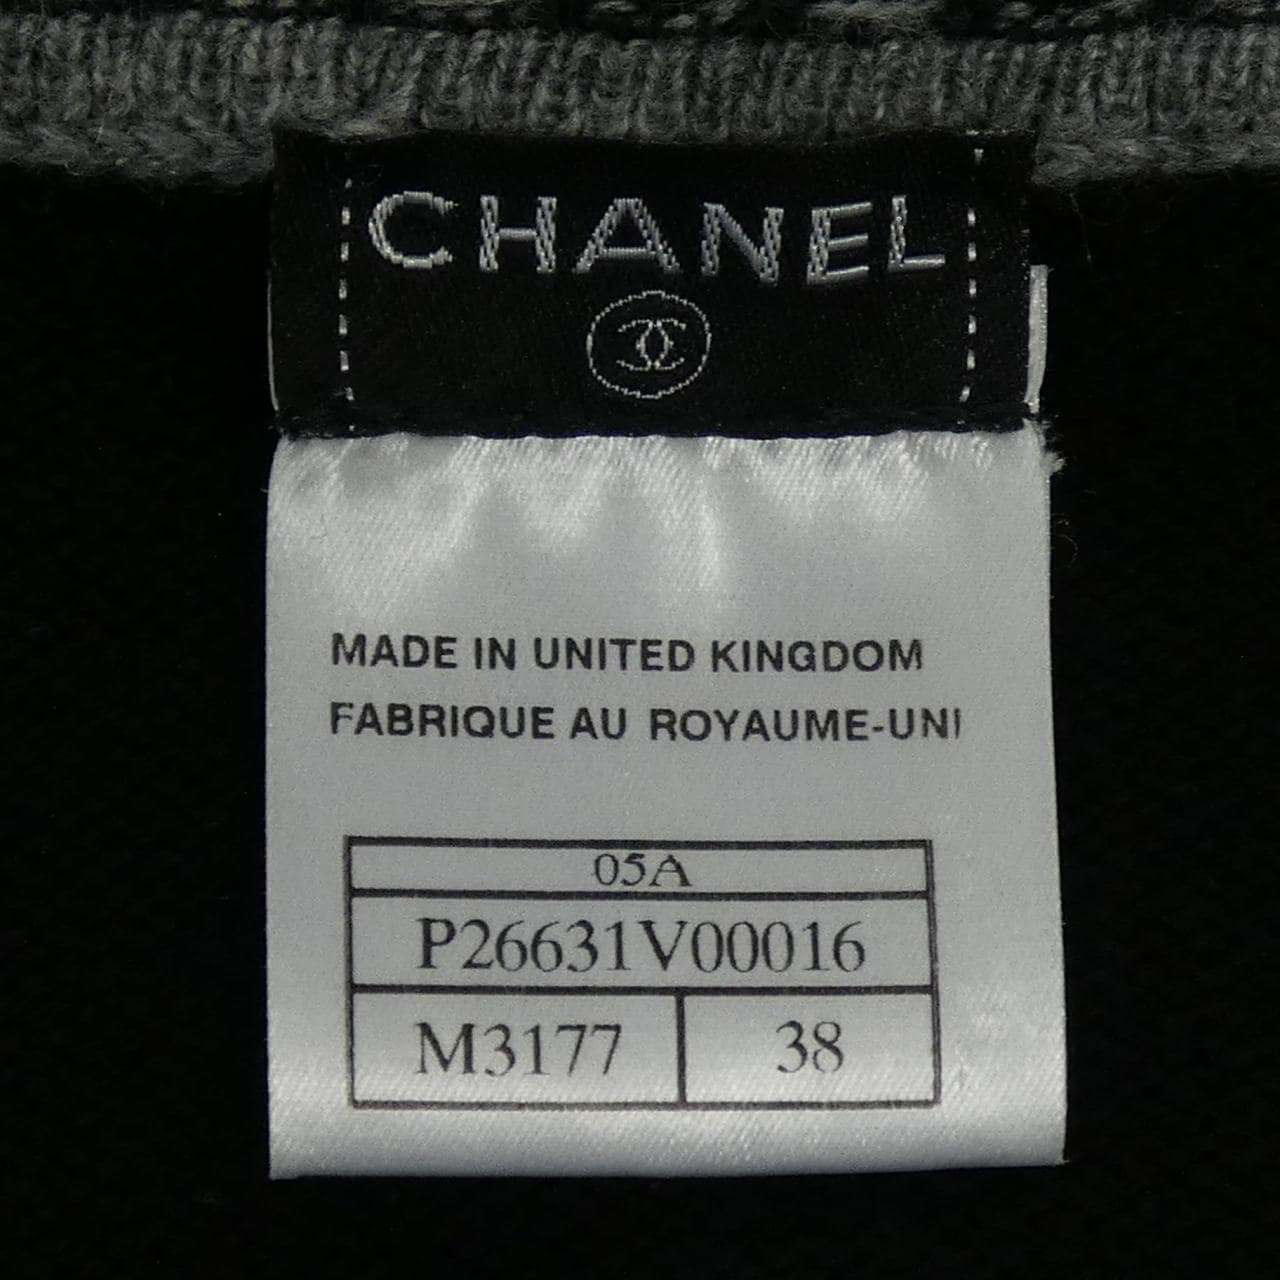 CHANEL
MADE IN UNITED KINGDOM
FABRIQUE AU ROYAUME-UNI
05A
P26631V00016
M3177 38